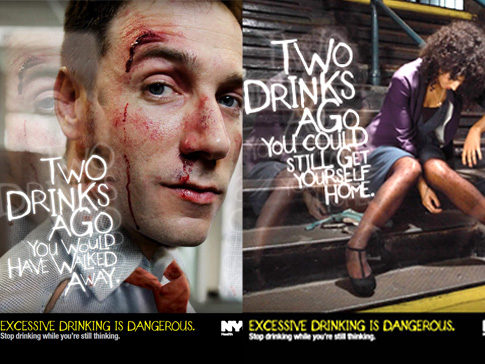 TWO
DRINKS
AGO
YOU WOULD
HAVE WALKED
AWAY.
EXCESSIVE DRINKING IS DANGEROUS.
Stop drinking while you're still thinking.
NY
Health
TWO
DRINKS
AGO
YOU COULD
STILL GET
YOURSELF
HOME.
EXCESSIVE DRINKING IS DANGEROUS.
Stop drinking while you're still thinking.